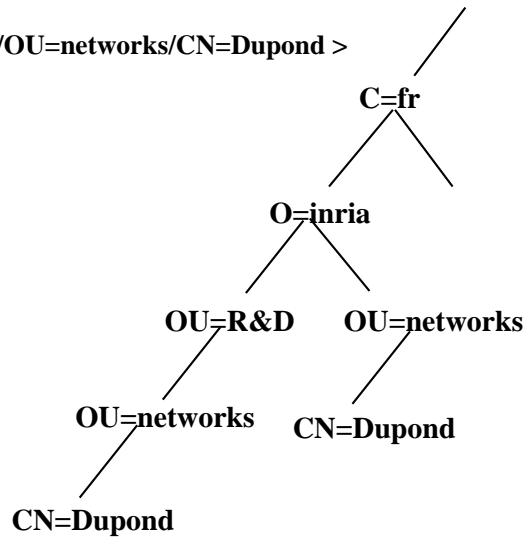 /OU=networks/CN=Dupond >
C=fr
O=inria
OU=R&D OU=networks
OU=networks CN=Dupond
CN=Dupond